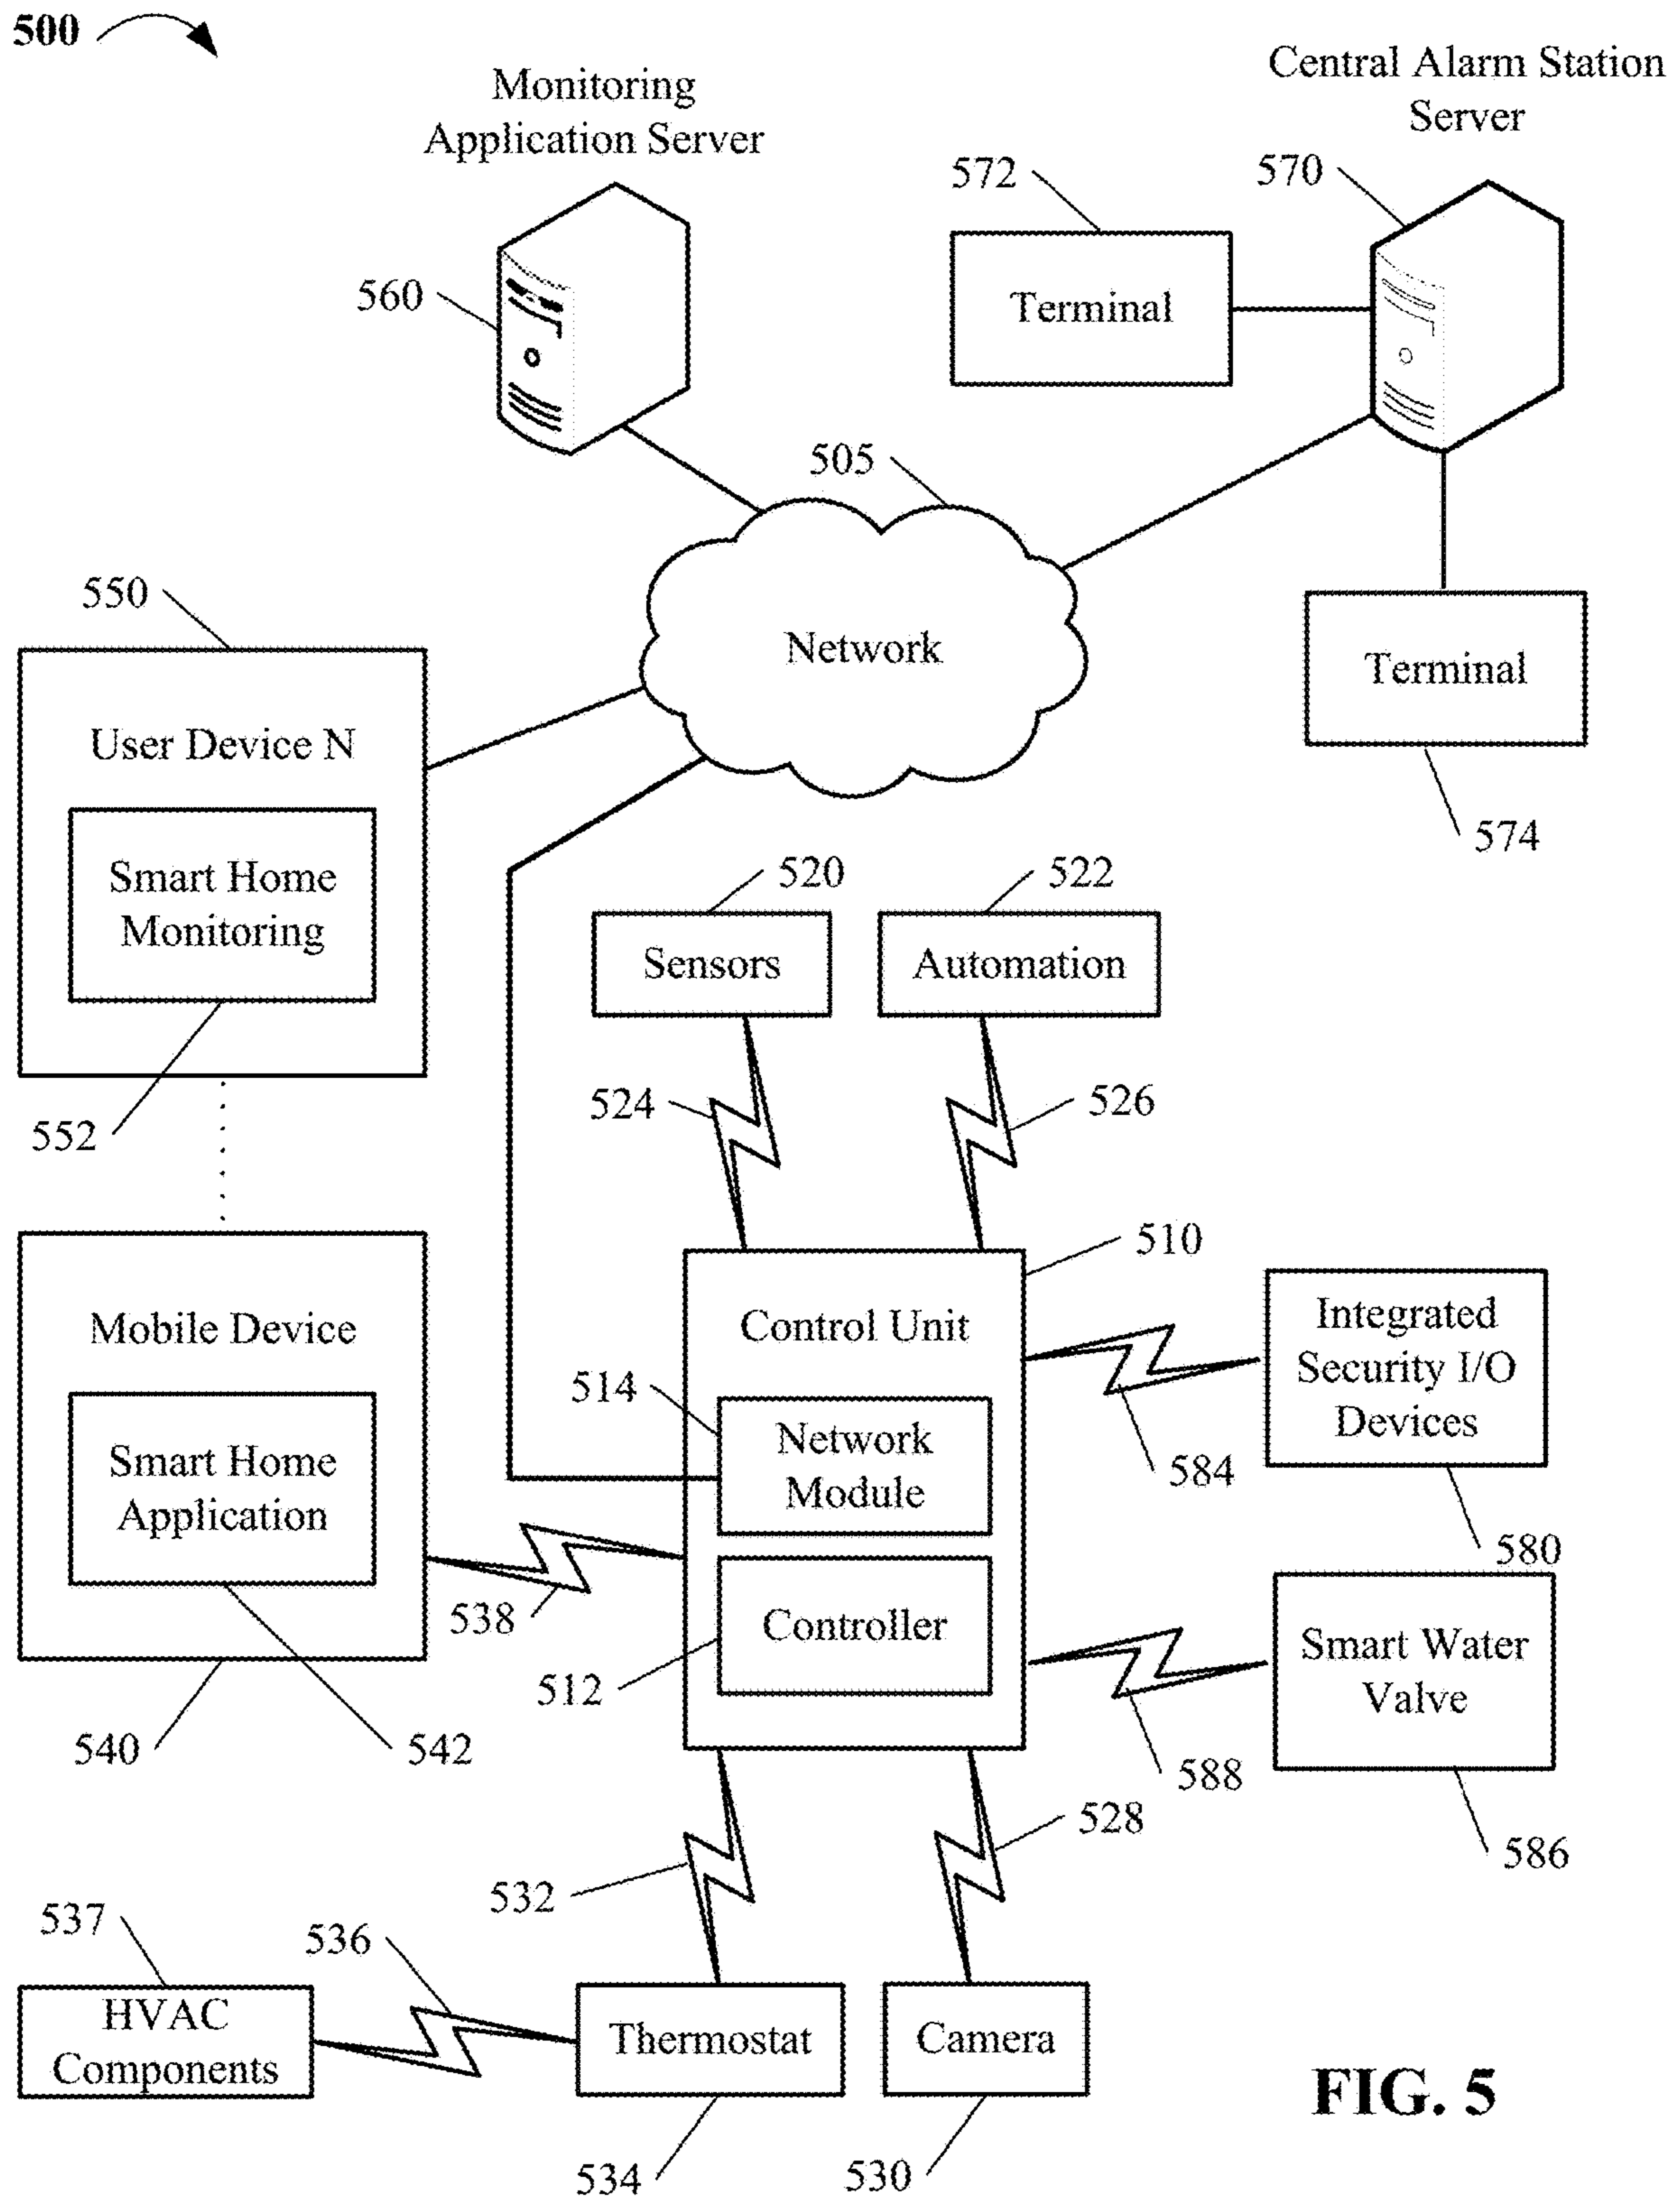 500
Monitoring
Application Server
Central Alarm Station
Server
572
570
560
Terminal
505
550
Network
Terminal
User Device N
574
Smart Home
Monitoring
520
522
Sensors
Automation
552
524
526
510
Mobile Device
Control Unit
Integrated
Security I/O
Devices
514
Network
Module
584
Smart Home
Application
580
538
Controller
Smart Water
Valve
512
540
542
588
528
586
532
537
536
HVAC
Components
Thermostat
Camera
534
530
FIG. 5